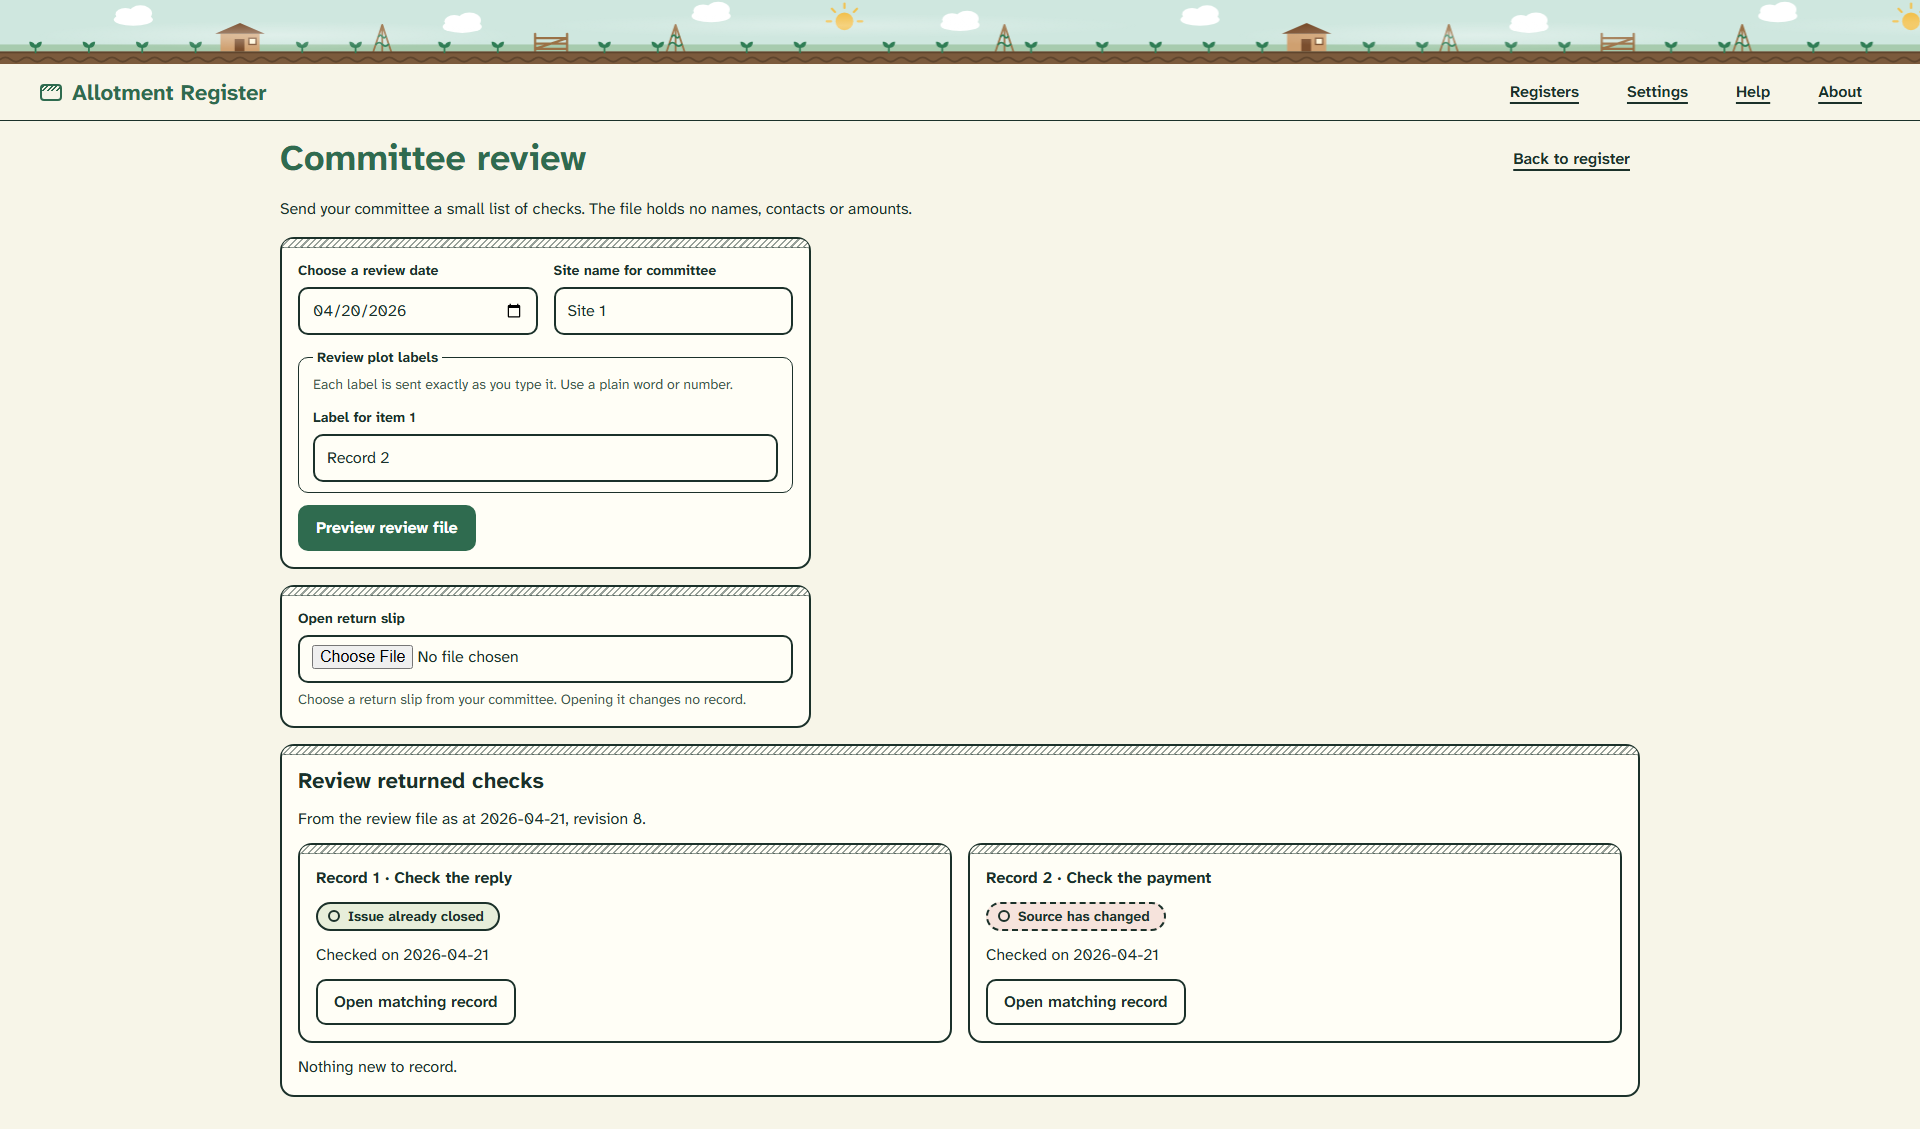 Allotment Register
Registers
Settings
Help
About
Committee review
Back to register
Send your committee a small list of checks. The file holds no names, contacts or amounts.
Choose a review date
Site name for committee
04/20/2026
Site 1
Review plot labels
Each label is sent exactly as you type it. Use a plain word or number.
Label for item 1
Record 2
Preview review file
Open return slip
Choose File No file chosen
Choose a return slip from your committee. Opening it changes no record.
Review returned checks
From the review file as at 2026-04-21, revision 8.
Record 1 · Check the reply
Issue already closed
Checked on 2026-04-21
Open matching record
Record 2 · Check the payment
Source has changed
Checked on 2026-04-21
Open matching record
Nothing new to record.